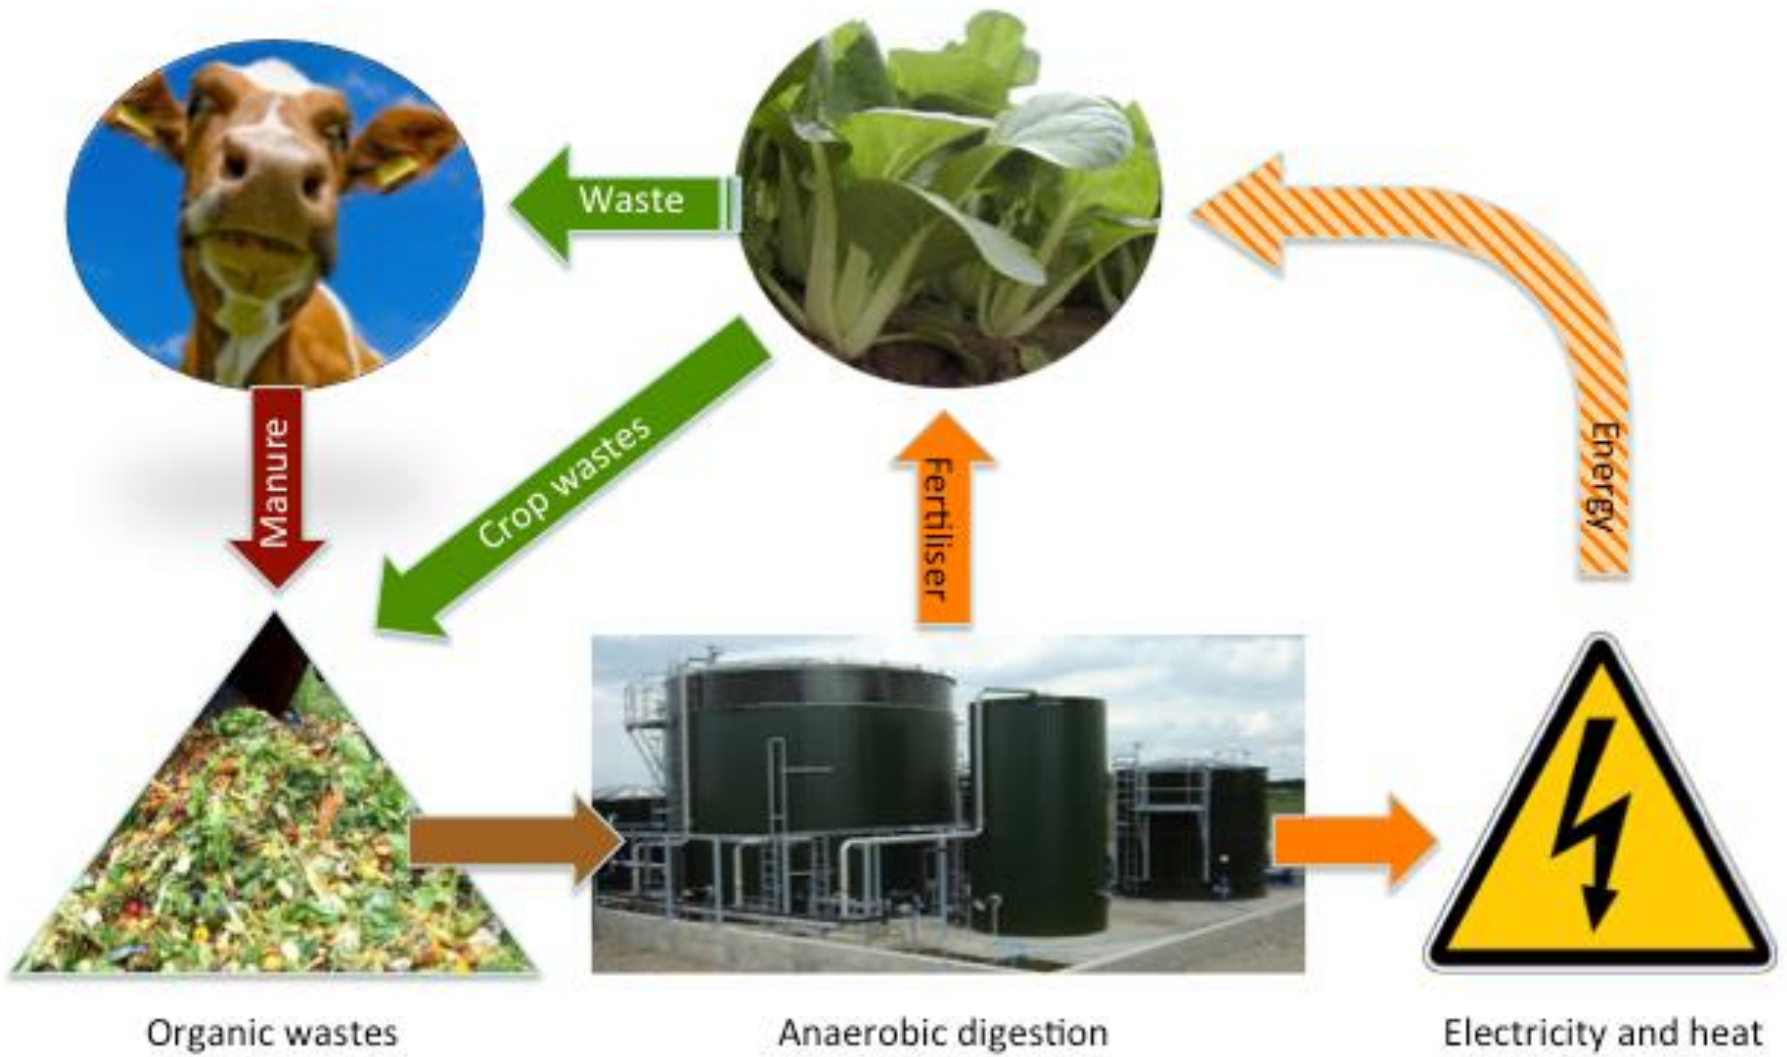 Waste
Manure
Crop wastes
Fertiliser
Energy
Organic wastes
Anaerobic digestion
Electricity and heat